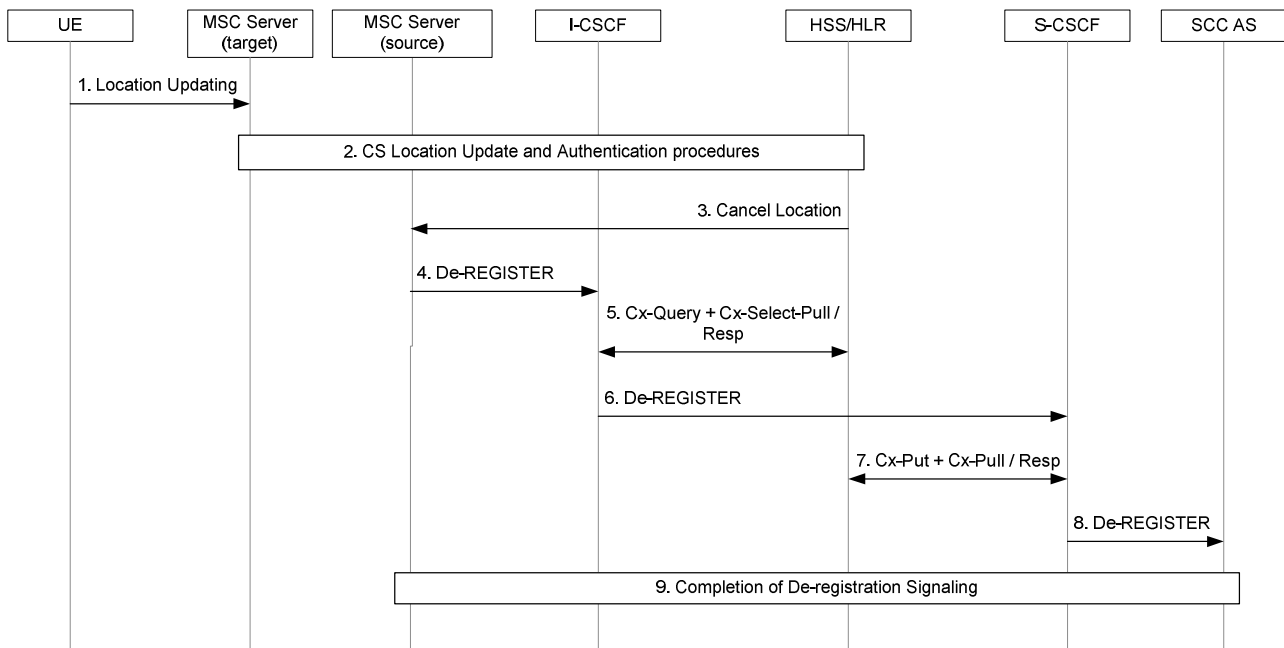 UE
MSC Server
(target)
MSC Server
(source)
I-CSCF
HSS/HLR
S-CSCF
SCC AS
1. Location Updating
2. CS Location Update and Authentication procedures
3. Cancel Location
4. De-REGISTER
5. Cx-Query + Cx-Select-Pull /
Resp
6. De-REGISTER
7. Cx-Put + Cx-Pull / Resp
8. De-REGISTER
9. Completion of De-registration Signaling